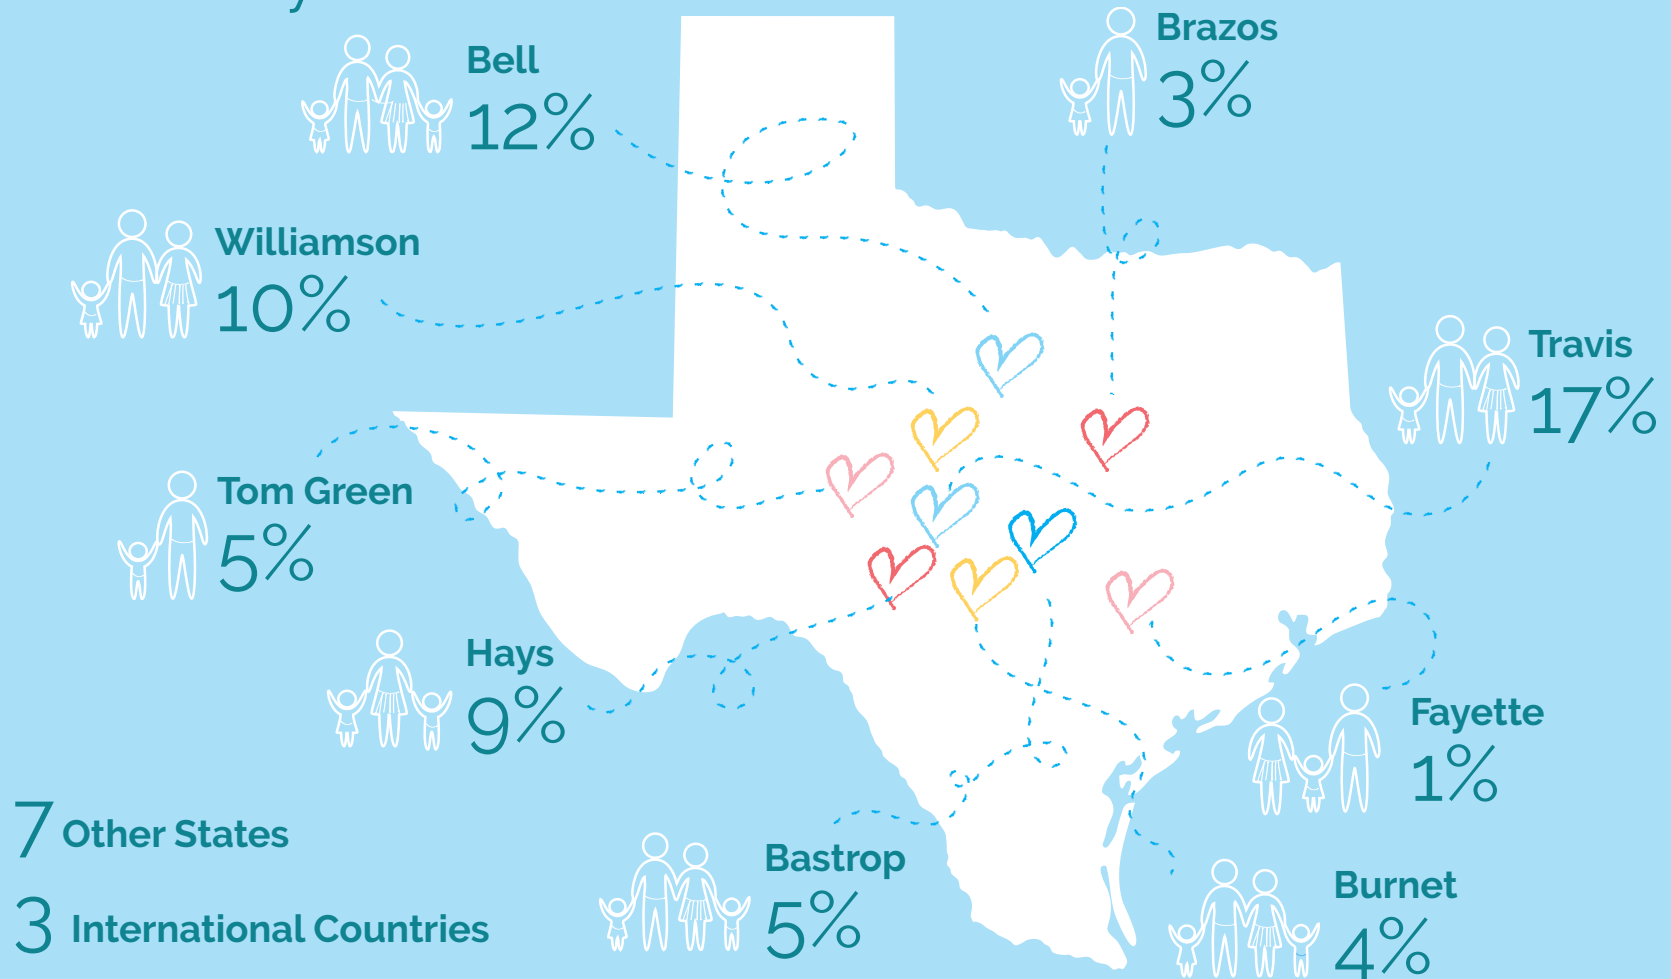 Bell
12%
Brazos
3%
Williamson
10%
Travis
17%
Tom Green
5%
Hays
9%
Fayette
1%
7 Other States
Bastrop
5%
Burnet
4%
3 International Countries